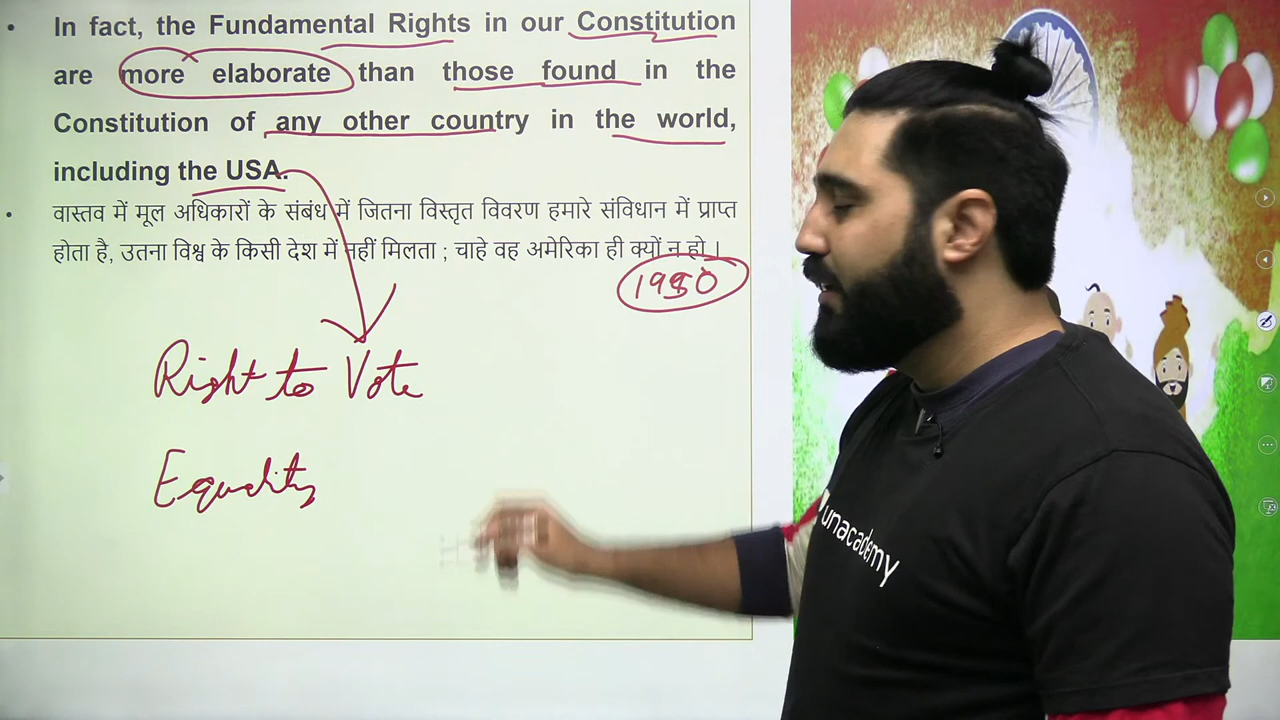 • In fact, the Fundamental Rights in our Constitution
are more elaborate than those found in the
Constitution of any other country in the world,
including the USA.
• वास्तव में मूल अधिकारों के संबंध में जितना विस्तृत विवरण हमारे संविधान में प्राप्त
होता है, उतना विश्व के किसी देश में नहीं मिलता ; चाहे वह अमेरिका ही क्यों न हो ।
1950
Right to Vote
Equality
unacademy